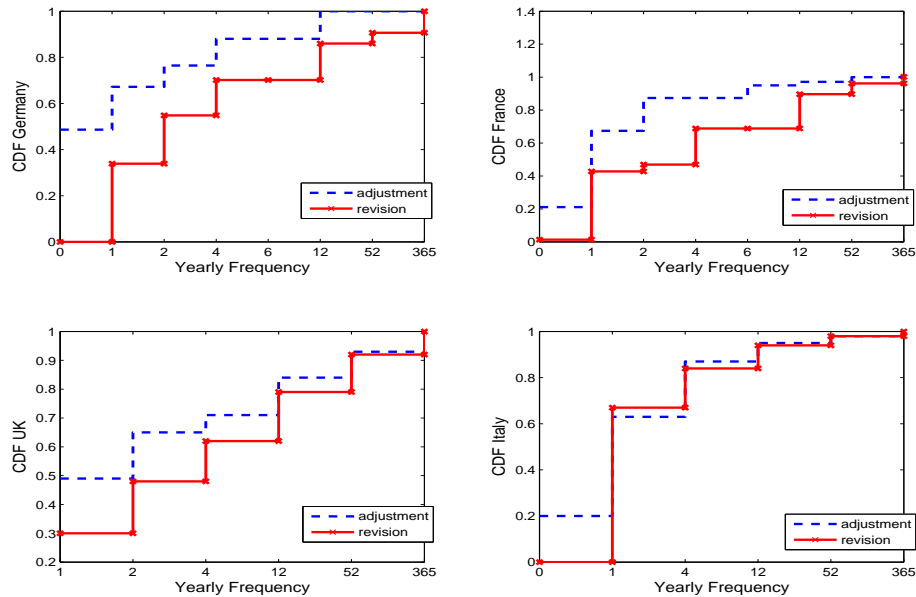 1
0.8
0.6
0.4
0.2
0
CDF Germany
adjustment
revision
0 1 2 4 6 12 52 365
Yearly Frequency
1.4
1.2
1
0.8
0.6
0.4
0.2
0
CDF France
adjustment
revision
0 1 2 4 6 12 52 365
Yearly Frequency
1
0.9
0.8
0.7
0.6
0.5
0.4
0.3
0.2
CDF UK
adjustment
revision
1 2 4 12 52 365
Yearly Frequency
1
0.8
0.6
0.4
0.2
0
CDF Italy
adjustment
revision
0 1 4 12 52 365
Yearly Frequency